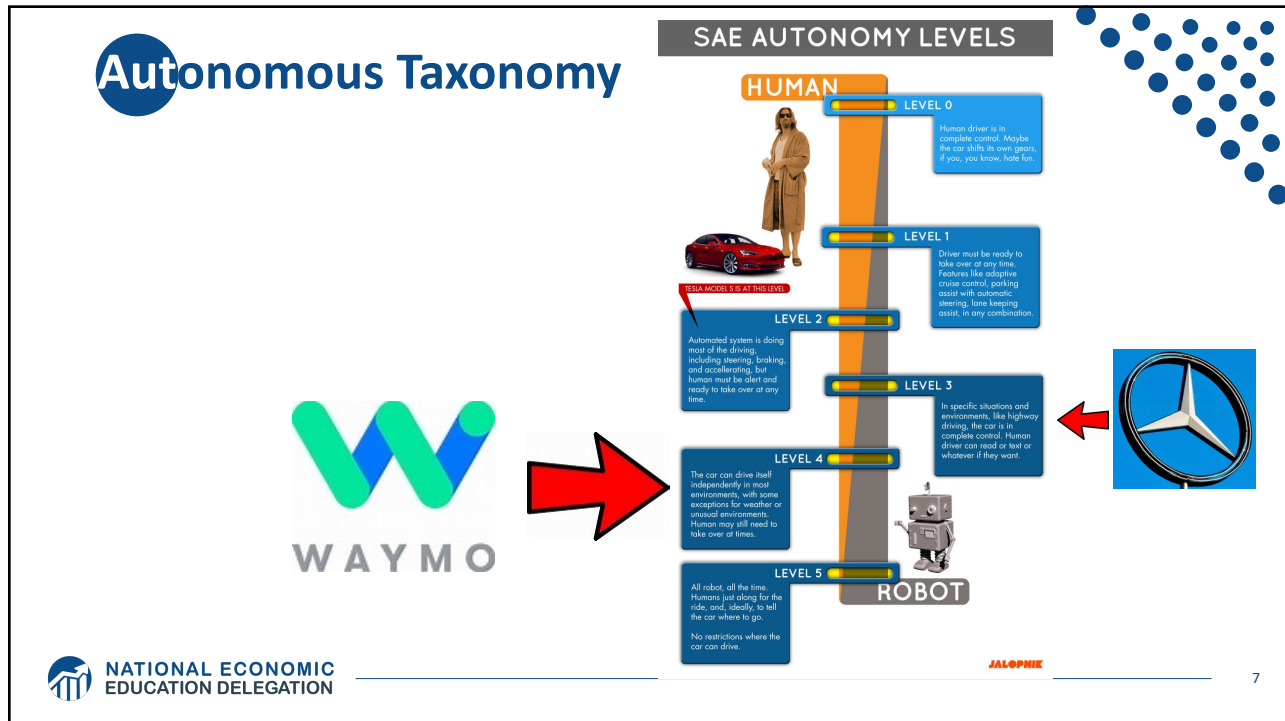 Autonomous Taxonomy
SAE AUTONOMY LEVELS
HUMAN
LEVEL 0
Human driver is in
complete control. Maybe
the car shifts its own gears,
if you, you know, hate fun.
LEVEL 1
Driver must be ready to
take over at any time.
Features like adaptive
cruise control, parking
assist with automatic
steering, lane keeping
assist, in any combination.
TESLA MODEL S IS AT THIS LEVEL
LEVEL 2
Automated system is doing
most of the driving,
including steering, braking,
and accellerating, but
human must be alert and
ready to take over at any
time.
LEVEL 3
In specific situations and
environments, like highway
driving, the car is in
complete control. Human
driver can read or text or
whatever if they want.
WAYMO
LEVEL 4
The car can drive itself
independently in most
environments, with some
exceptions for weather or
unusual environments.
Human may still need to
take over at times.
LEVEL 5
All robot, all the time.
Humans just along for the
ride, and, ideally, to tell
the car where to go.
No restrictions where the
car can drive.
ROBOT
JALOPNIK
NATIONAL ECONOMIC
EDUCATION DELEGATION
7